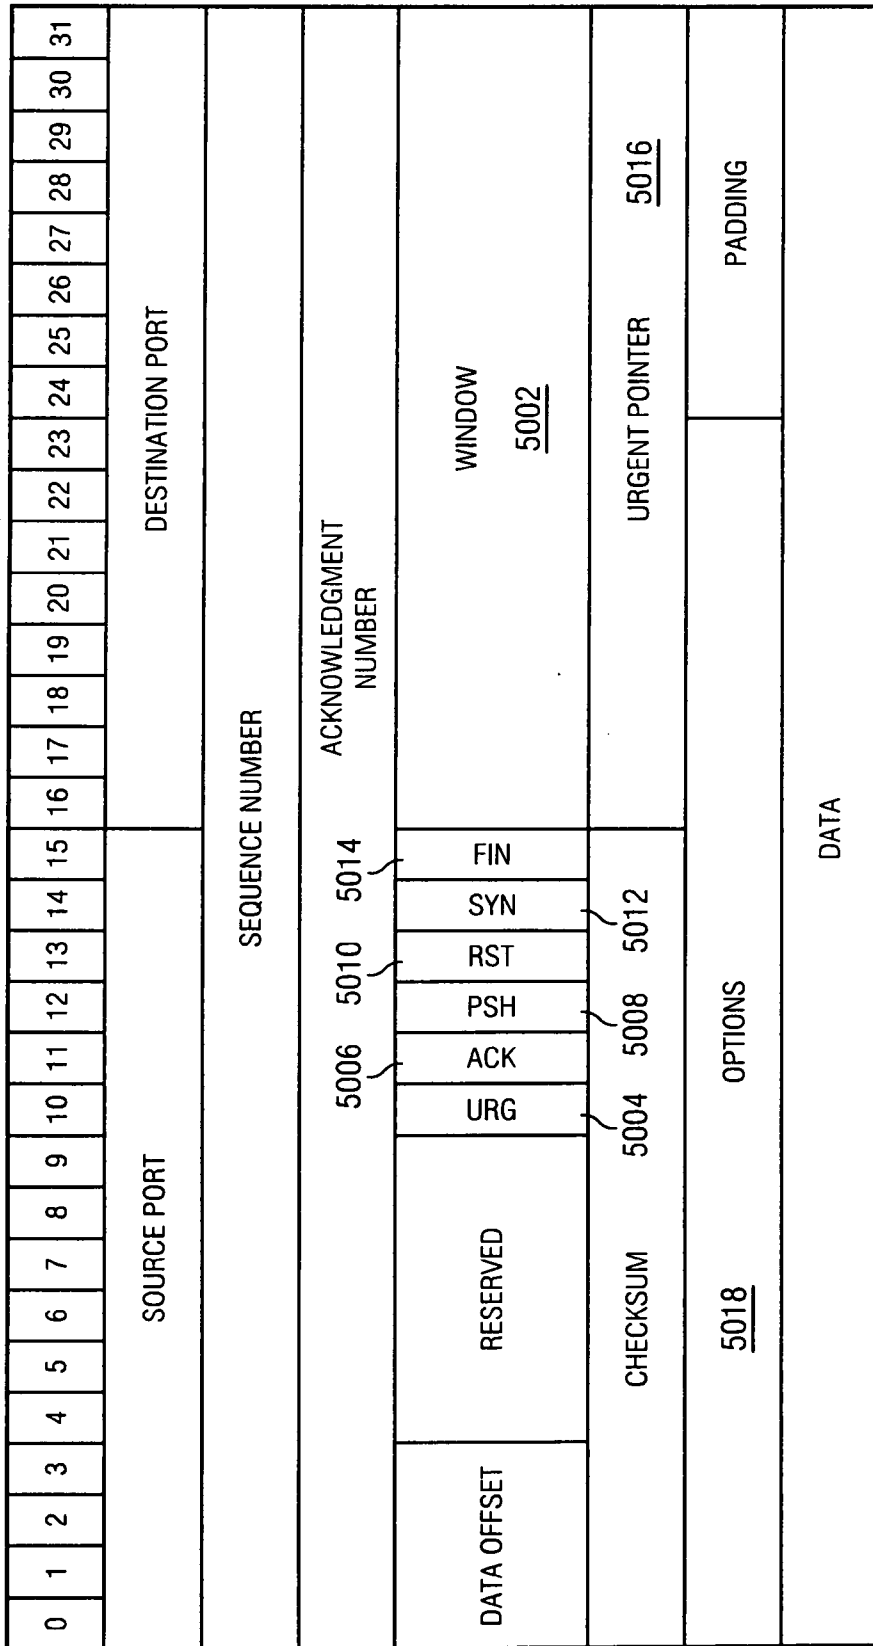 0 1 2 3 4 5 6 7 8 9 10 11 12 13 14 15 16 17 18 19 20 21 22 23 24 25 26 27 28 29 30 31
SOURCE PORT DESTINATION PORT
SEQUENCE NUMBER
ACKNOWLEDGMENT
NUMBER
5006 5010 5014
DATA OFFSET RESERVED URG ACK PSH RST SYN FIN WINDOW
5002
5004 5008 5012
CHECKSUM URGENT POINTER 5016
5018 OPTIONS PADDING
DATA